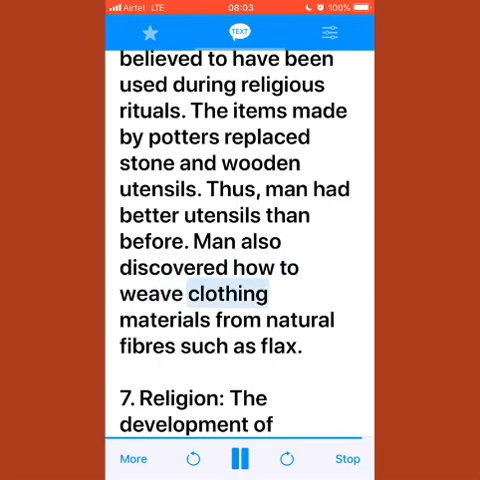 Airtel LTE 08:03 100%
TEXT
believed to have been
used during religious
rituals. The items made
by potters replaced
stone and wooden
utensils. Thus, man had
better utensils than
before. Man also
discovered how to
weave clothing
materials from natural
fibres such as flax.
7. Religion: The
development of
More Stop